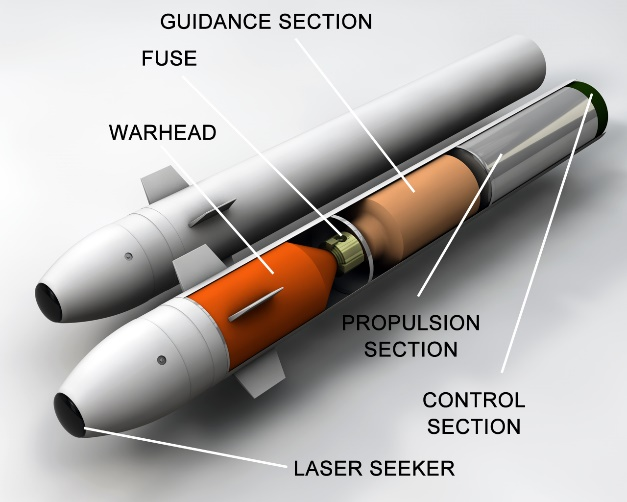 GUIDANCE SECTION
FUSE
WARHEAD
PROPULSION
SECTION
CONTROL
SECTION
LASER SEEKER